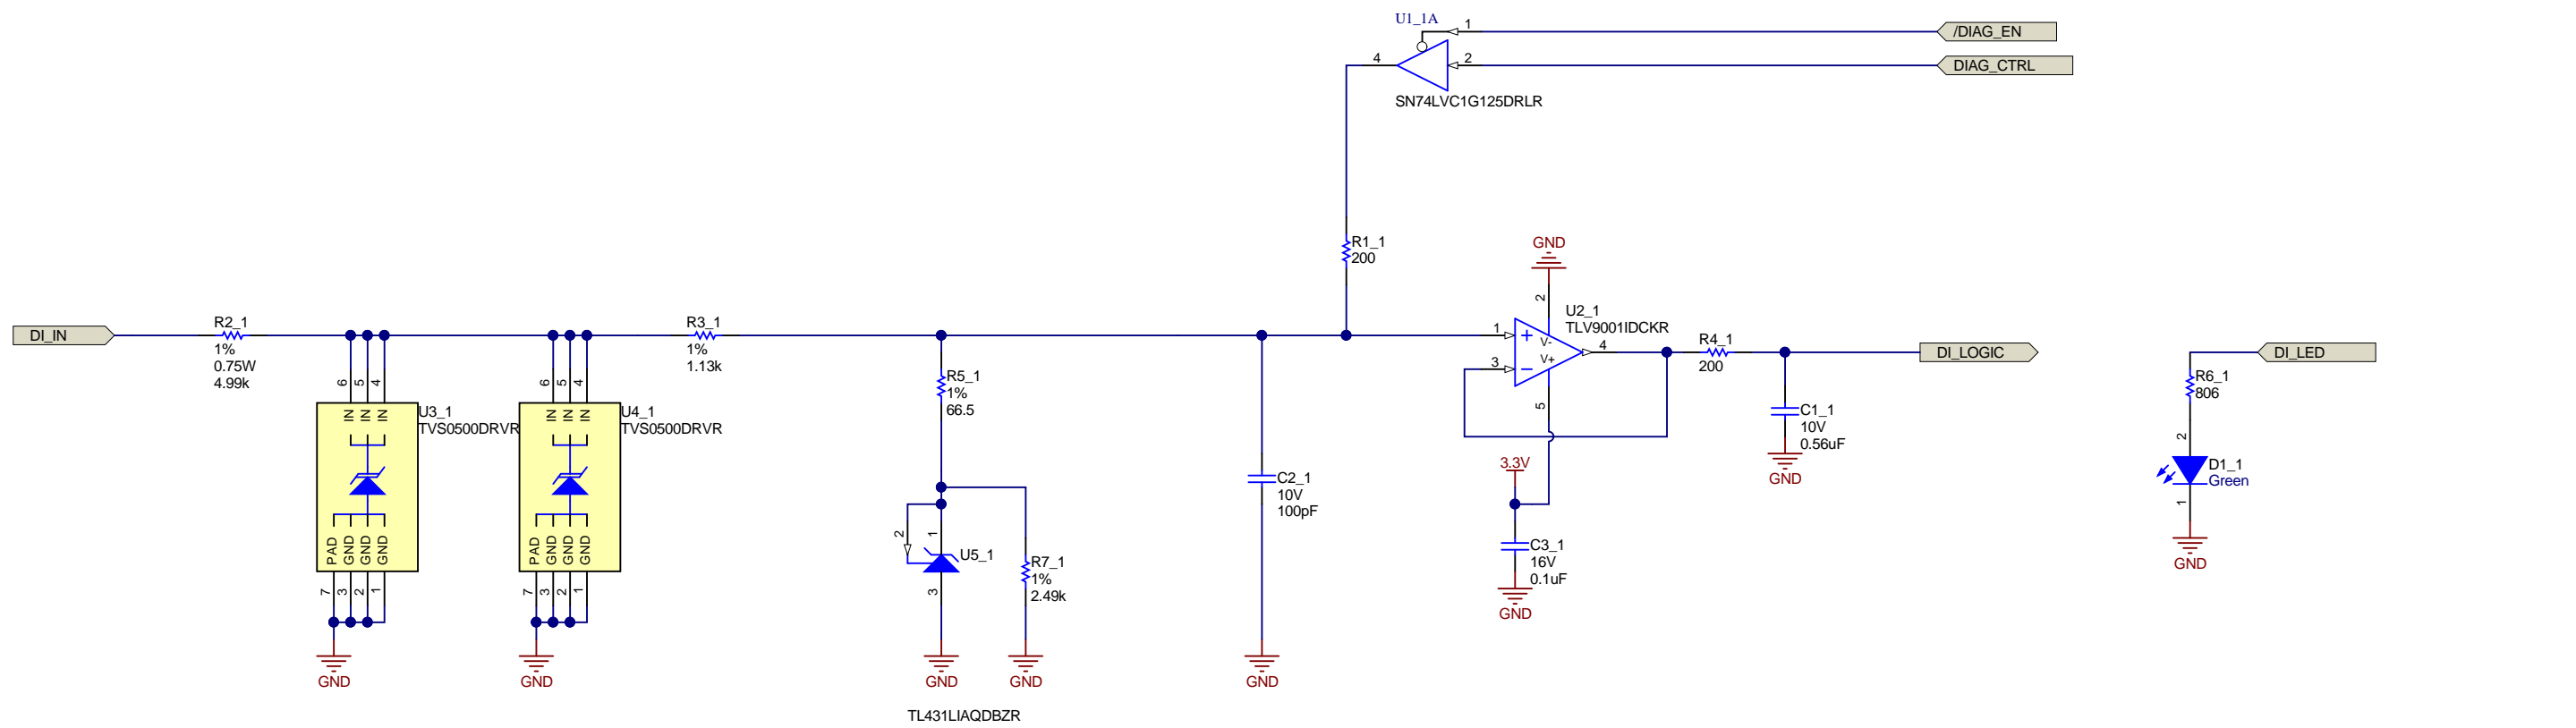 U1_1A
1
/DIAG_EN
4
2
DIAG_CTRL
SN74LVC1G125DRLR
R1_1
200
GND
2
U2_1
TLV9001IDCKR
DI_IN
R2_1
1%
0.75W
4.99k
R3_1
1%
1.13k
1
+
V-
V+
3
−
4
5
R4_1
200
DI_LOGIC
DI_LED
R6_1
806
6
5
4
IN
IN
IN
U3_1
TVS0500DRVR
PAD
GND
GND
GND
7
3
2
1
GND
6
5
4
IN
IN
IN
U4_1
TVS0500DRVR
PAD
GND
GND
GND
7
3
2
1
GND
R5_1
1%
66.5
2
1
U5_1
3
GND
R7_1
1%
2.49k
GND
TL431LIAQDBZR
C2_1
10V
100pF
GND
3.3V
C3_1
16V
0.1uF
GND
C1_1
10V
0.56uF
GND
2
D1_1
Green
1
GND